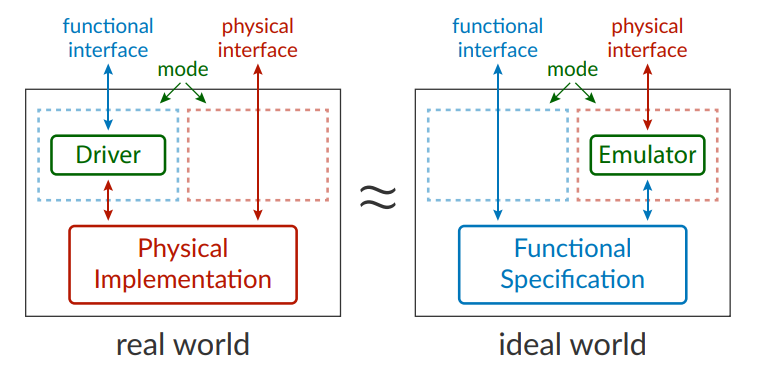 functional
interface
physical
interface
mode
Driver
Physical
Implementation
real world
≈
functional
interface
physical
interface
mode
Emulator
Functional
Specification
ideal world